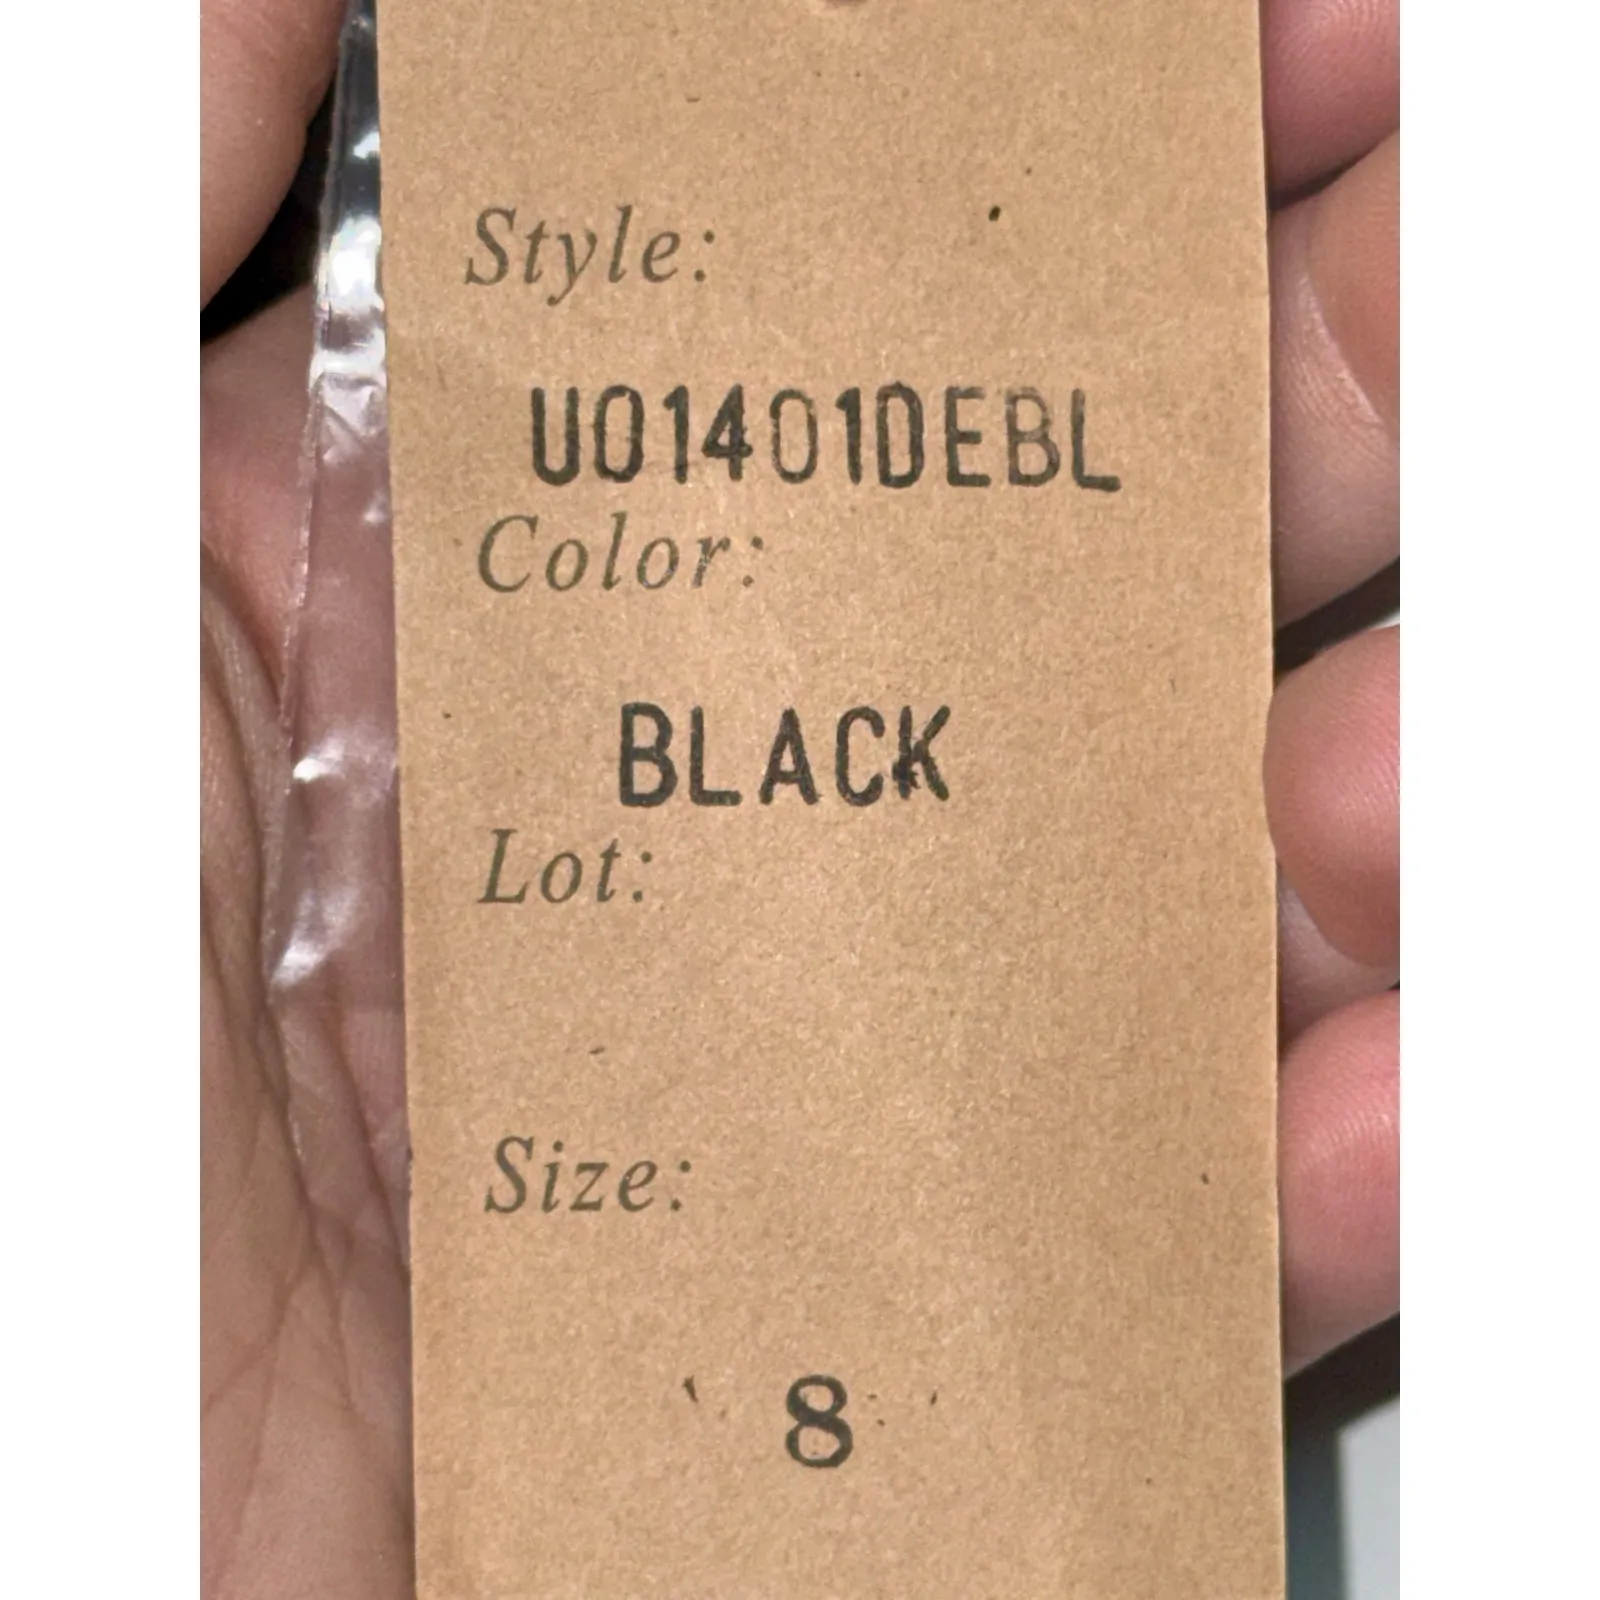 Style:
U01401DEBL
Color:
BLACK
Lot:
Size:
8